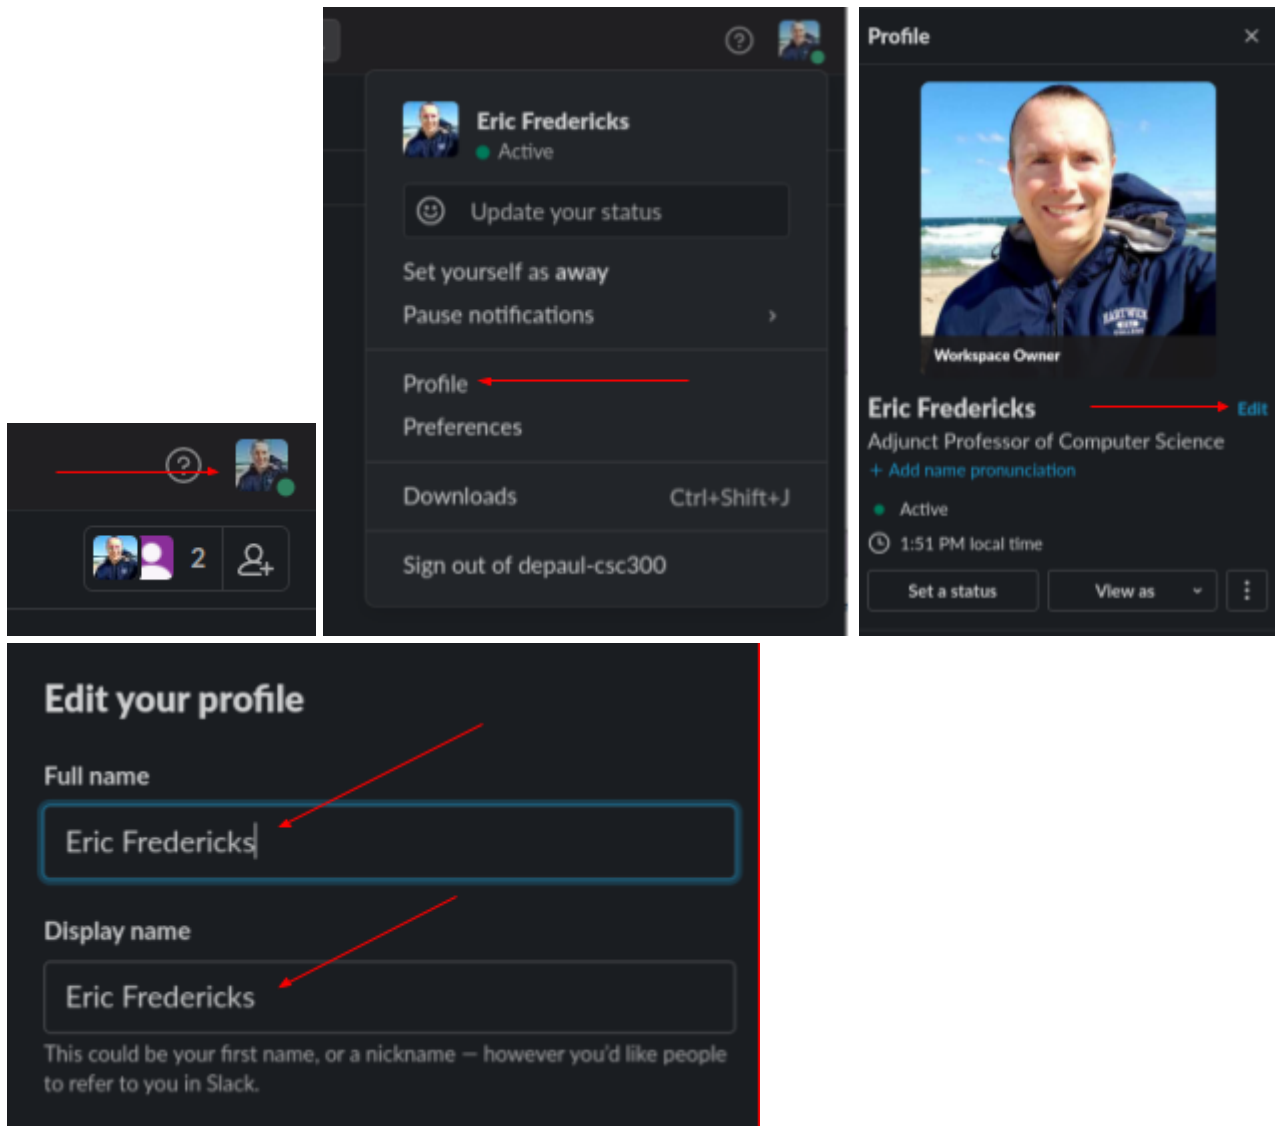 2
Eric Fredericks
Active
Update your status
Set yourself as away
Pause notifications
Profile
Preferences
Downloads Ctrl+Shift+J
Sign out of depaul-csc300
Profile
HARTWICK
Workspace Owner
Eric Fredericks Edit
Adjunct Professor of Computer Science
+ Add name pronunciation
Active
1:51 PM local time
Set a status View as
Edit your profile
Full name
Eric Fredericks
Display name
Eric Fredericks
This could be your first name, or a nickname — however you'd like people
to refer to you in Slack.